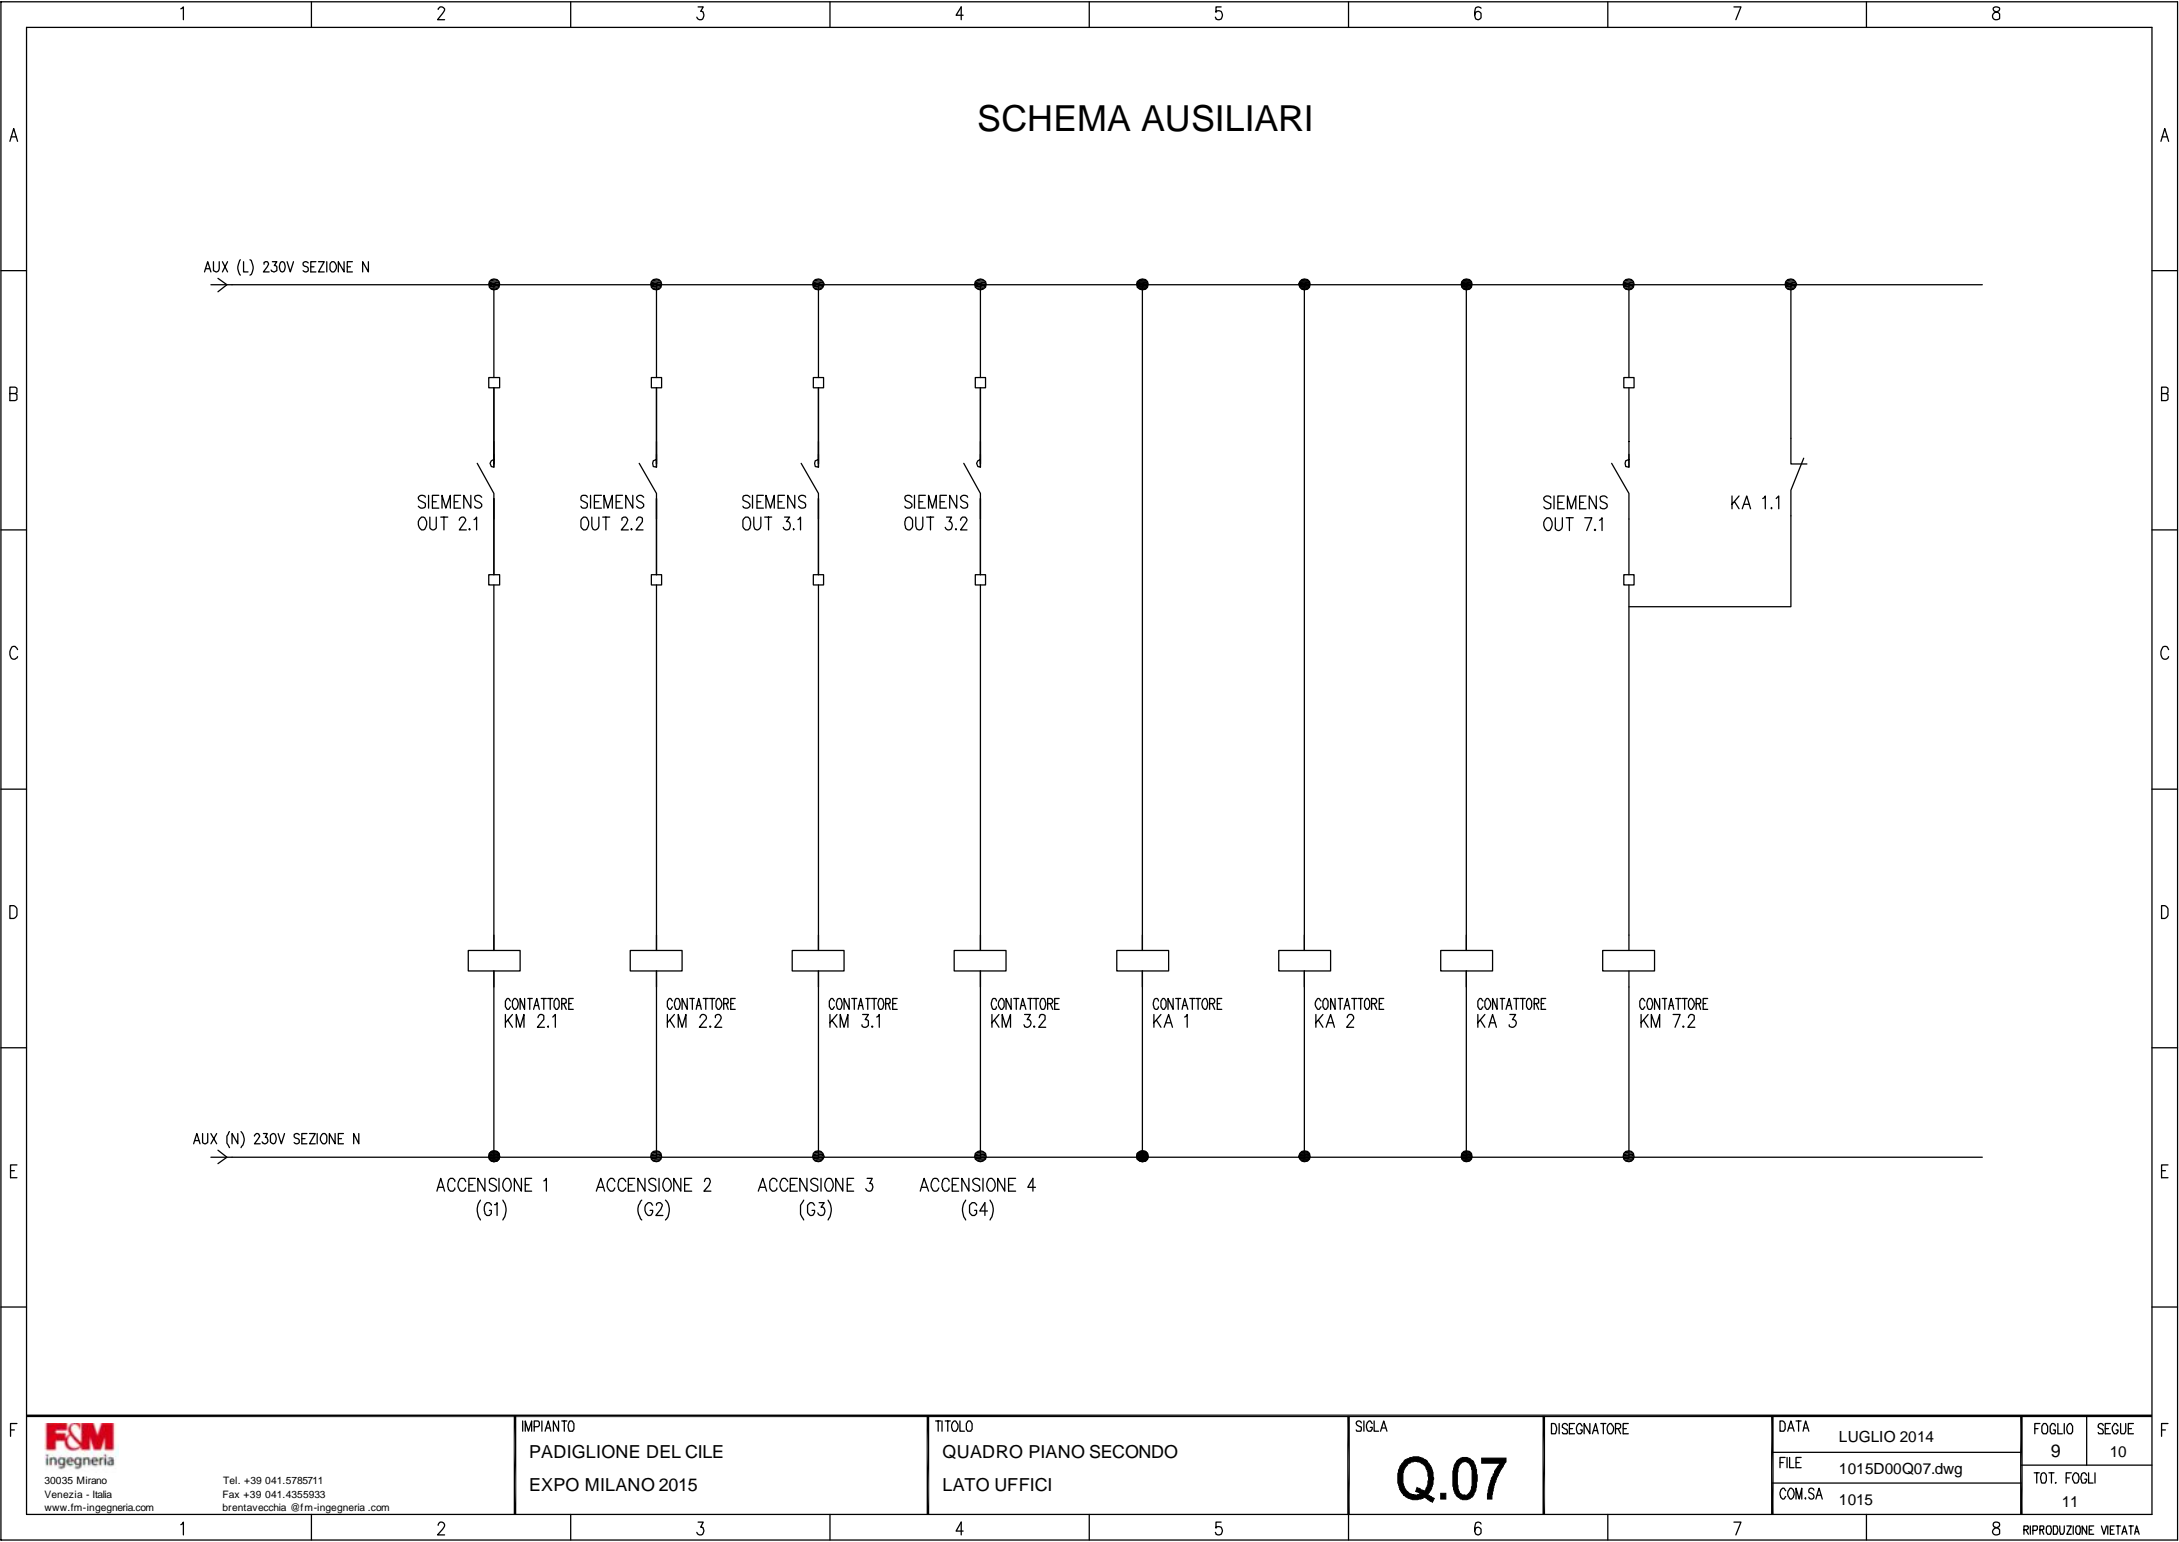 1 2 3 4 5 6 7 8
SCHEMA AUSILIARI
A A
AUX (L) 230V SEZIONE N
B B
SIEMENS SIEMENS SIEMENS SIEMENS SIEMENS KA 1.1
OUT 2.1 OUT 2.2 OUT 3.1 OUT 3.2 OUT 7.1
C C
D D
CONTATTORE CONTATTORE CONTATTORE CONTATTORE CONTATTORE CONTATTORE CONTATTORE CONTATTORE
KM 2.1 KM 2.2 KM 3.1 KM 3.2 KA 1 KA 2 KA 3 KM 7.2
AUX (N) 230V SEZIONE N
E E
ACCENSIONE 1 ACCENSIONE 2 ACCENSIONE 3 ACCENSIONE 4
(G1) (G2) (G3) (G4)
F F
F&M
ingegneria
30035 Mirano
Venezia - Italia
www.fm-ingegneria.com
Tel. +39 041.5785711
Fax +39 041.4355933
brentavecchia @fm-ingegneria .com
IMPIANTO
PADIGLIONE DEL CILE
EXPO MILANO 2015
TITOLO
QUADRO PIANO SECONDO
LATO UFFICI
SIGLA
Q.07
DISEGNATORE
DATA LUGLIO 2014
FILE 1015D00Q07.dwg
COM.SA 1015
FOGLIO SEGUE
9 10
TOT. FOGLI
11
1 2 3 4 5 6 7 8
RIPRODUZIONE VIETATA